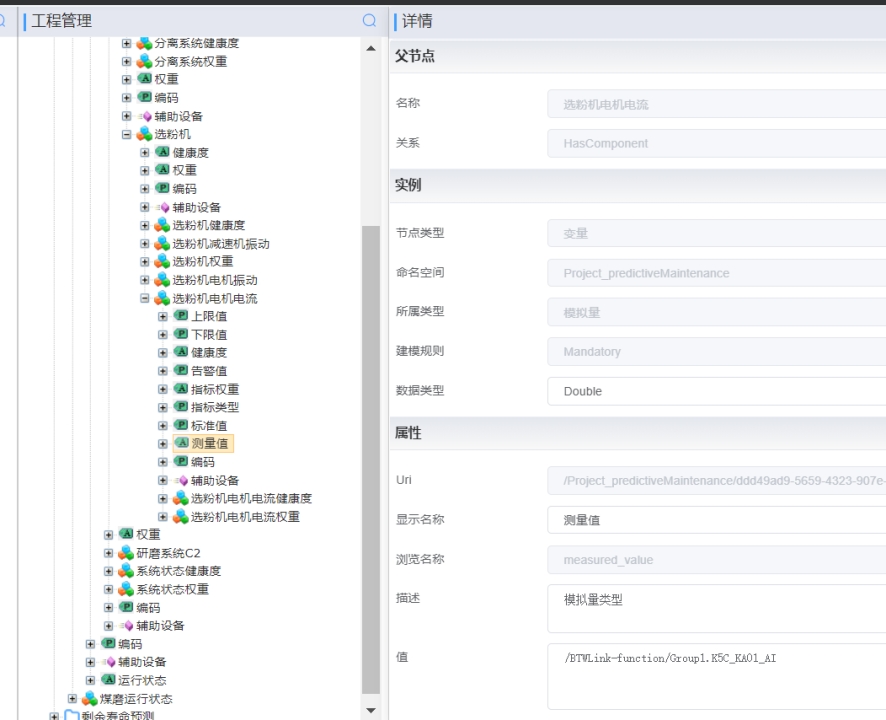 工程管理
分离系统健康度
分离系统权重
权重
编码
辅助设备
选粉机
健康度
权重
编码
辅助设备
选粉机健康度
选粉机减速机振动
选粉机权重
选粉机电机振动
选粉机电机电流
上限值
下限值
健康度
告警值
指标权重
指标类型
标准值
测量值
编码
辅助设备
选粉机电机电流健康度
选粉机电机电流权重
权重
研磨系统C2
系统状态健康度
系统状态权重
编码
辅助设备
编码
辅助设备
运行状态
煤磨运行状态
剩余寿命预测
详情
父节点
名称 选粉机电机电流
关系 HasComponent
实例
节点类型 变量
命名空间 Project_predictiveMaintenance
所属类型 模拟量
建模规则 Mandatory
数据类型 Double
属性
Uri /Project_predictiveMaintenance/ddd49ad9-5659-4323-907e-
显示名称 测量值
浏览名称 measured_value
描述 模拟量类型
值 /BTWLink-function/Group1.K5C_KA01_AI